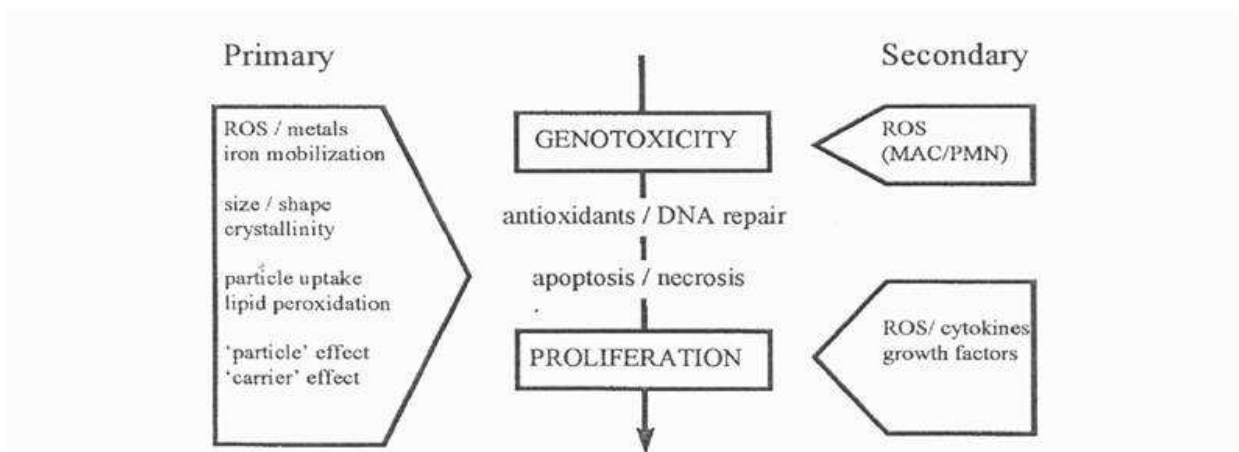 Primary
ROS / metals
iron mobilization
size / shape
crystallinity
particle uptake
lipid peroxidation
‘particle’ effect
‘carrier’ effect
GENOTOXICITY
antioxidants / DNA repair
apoptosis / necrosis
PROLIFERATION
Secondary
ROS
(MAC/PMN)
ROS/ cytokines
growth factors